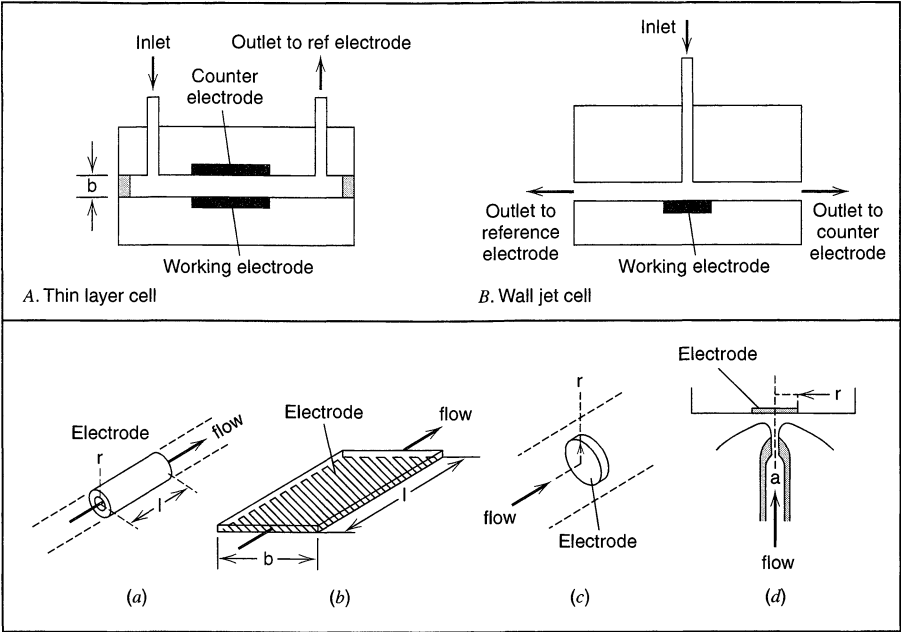 Inlet
Outlet to ref electrode
Counter
electrode
b
Working electrode
A. Thin layer cell
Inlet
Outlet to
reference
electrode
Outlet to
counter
electrode
Working electrode
B. Wall jet cell
Electrode
flow
r
l
(a)
Electrode
flow
l
b
(b)
r
flow
Electrode
(c)
Electrode
r
a
flow
(d)